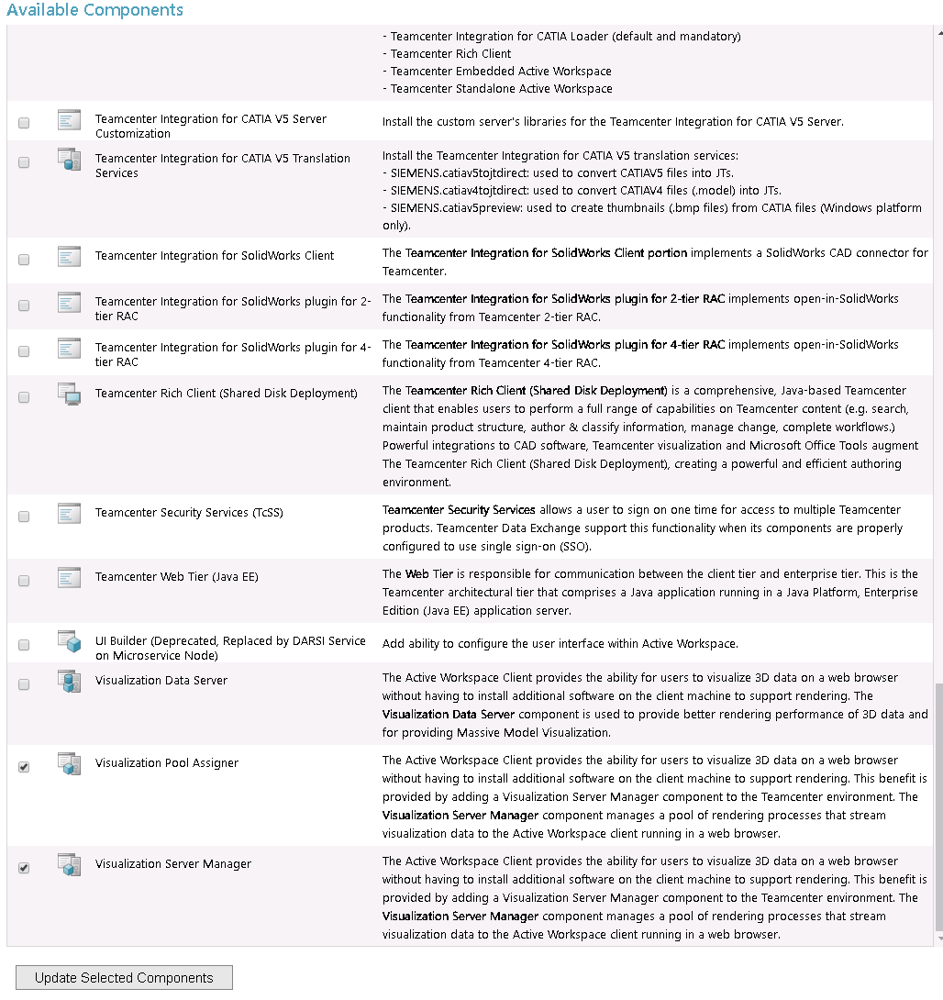 Available Components
- Teamcenter Integration for CATIA Loader (default and mandatory)
- Teamcenter Rich Client
- Teamcenter Embedded Active Workspace
- Teamcenter Standalone Active Workspace
Teamcenter Integration for CATIA V5 Server
Customization
Install the custom server's libraries for the Teamcenter Integration for CATIA V5 Server.
Teamcenter Integration for CATIA V5 Translation
Services
Install the Teamcenter Integration for CATIA V5 translation services:
- SIEMENS.catiav5tojtdirect: used to convert CATIAV5 files into JTs.
- SIEMENS.catiav4tojtdirect: used to convert CATIAV4 files (.model) into JTs.
- SIEMENS.catiav5preview: used to create thumbnails (.bmp files) from CATIA files (Windows platform
only).
Teamcenter Integration for SolidWorks Client
The Teamcenter Integration for SolidWorks Client portion implements a SolidWorks CAD connector for
Teamcenter.
Teamcenter Integration for SolidWorks plugin for 2-
tier RAC
The Teamcenter Integration for SolidWorks plugin for 2-tier RAC implements open-in-SolidWorks
functionality from Teamcenter 2-tier RAC.
Teamcenter Integration for SolidWorks plugin for 4-
tier RAC
The Teamcenter Integration for SolidWorks plugin for 4-tier RAC implements open-in-SolidWorks
functionality from Teamcenter 4-tier RAC.
Teamcenter Rich Client (Shared Disk Deployment)
The Teamcenter Rich Client (Shared Disk Deployment) is a comprehensive, Java-based Teamcenter
client that enables users to perform a full range of capabilities on Teamcenter content (e.g. search,
maintain product structure, author & classify information, manage change, complete workflows.)
Powerful integrations to CAD software, Teamcenter visualization and Microsoft Office Tools augment
The Teamcenter Rich Client (Shared Disk Deployment), creating a powerful and efficient authoring
environment.
Teamcenter Security Services (TcSS)
Teamcenter Security Services allows a user to sign on one time for access to multiple Teamcenter
products. Teamcenter Data Exchange support this functionality when its components are properly
configured to use single sign-on (SSO).
Teamcenter Web Tier (Java EE)
The Web Tier is responsible for communication between the client tier and enterprise tier. This is the
Teamcenter architectural tier that comprises a Java application running in a Java Platform, Enterprise
Edition (Java EE) application server.
UI Builder (Deprecated, Replaced by DARSI Service
on Microservice Node)
Add ability to configure the user interface within Active Workspace.
Visualization Data Server
The Active Workspace Client provides the ability for users to visualize 3D data on a web browser
without having to install additional software on the client machine to support rendering. The
Visualization Data Server component is used to provide better rendering performance of 3D data and
for providing Massive Model Visualization.
Visualization Pool Assigner
The Active Workspace Client provides the ability for users to visualize 3D data on a web browser
without having to install additional software on the client machine to support rendering. This benefit is
provided by adding a Visualization Server Manager component to the Teamcenter environment. The
Visualization Server Manager component manages a pool of rendering processes that stream
visualization data to the Active Workspace client running in a web browser.
Visualization Server Manager
The Active Workspace Client provides the ability for users to visualize 3D data on a web browser
without having to install additional software on the client machine to support rendering. This benefit is
provided by adding a Visualization Server Manager component to the Teamcenter environment. The
Visualization Server Manager component manages a pool of rendering processes that stream
visualization data to the Active Workspace client running in a web browser.
Update Selected Components